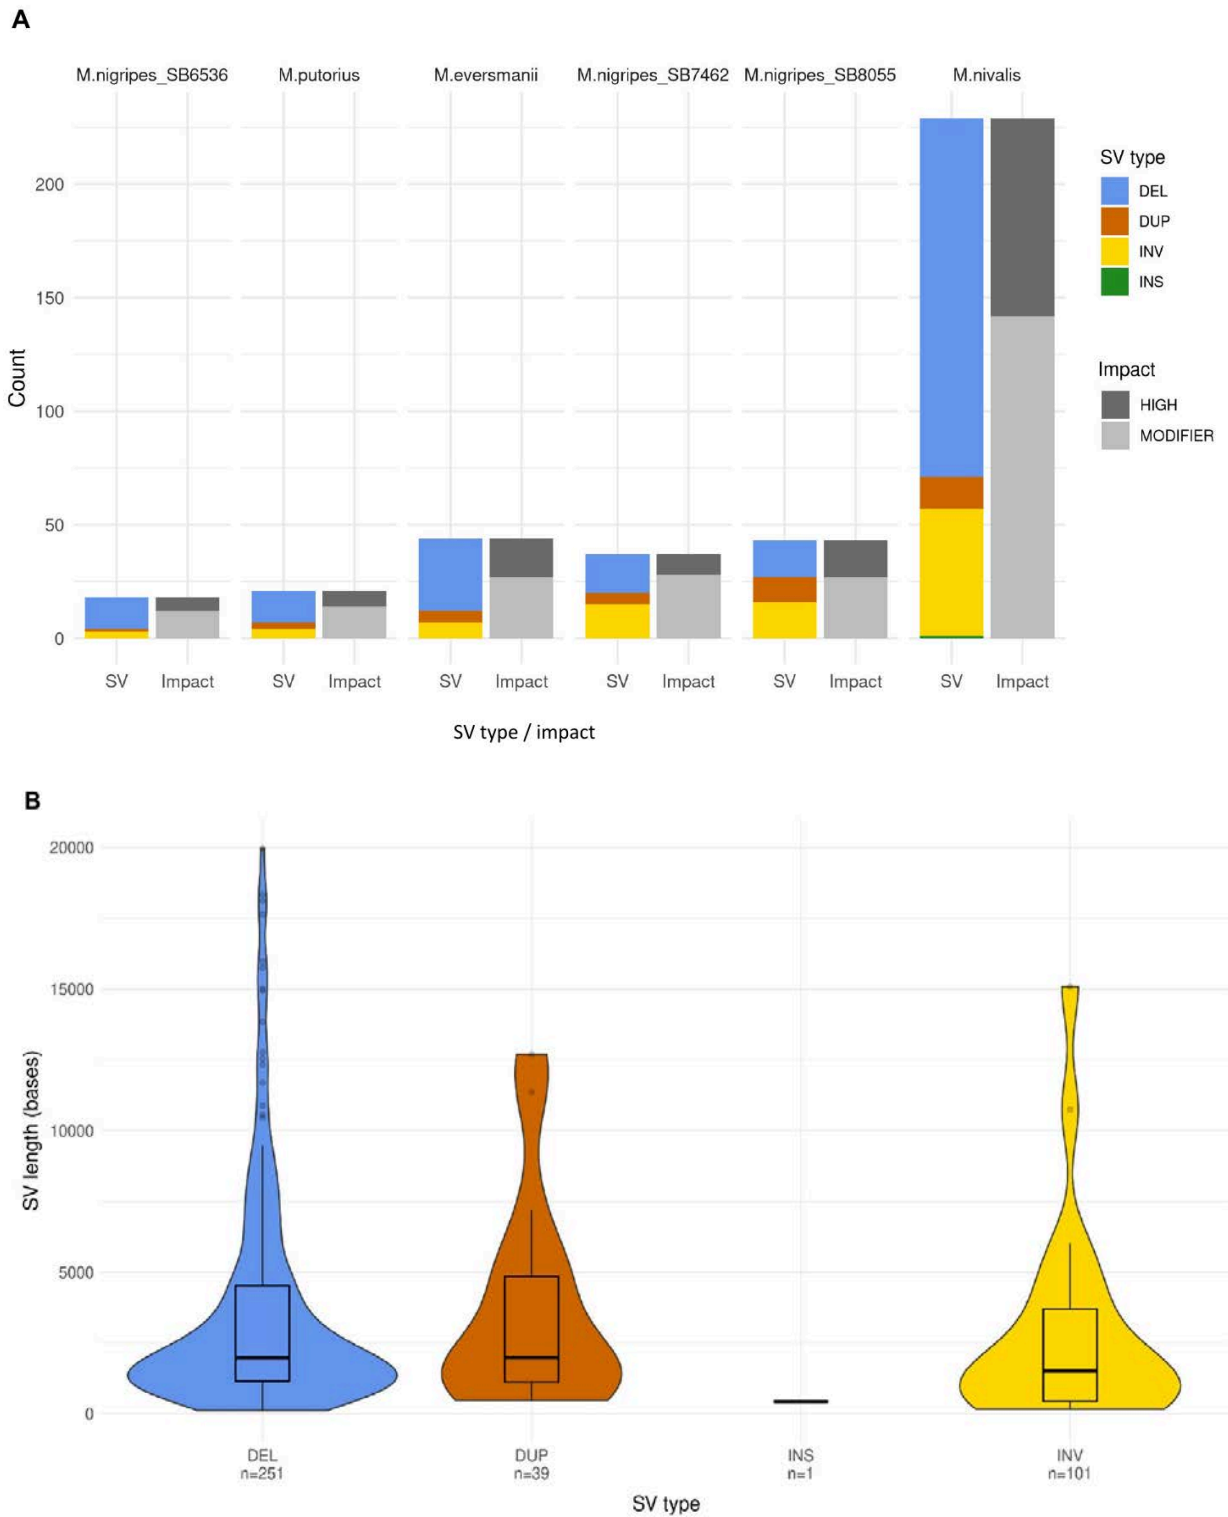 A
M.nigripes_SB6536 M.putorius M.eversmanii M.nigripes_SB7462 M.nigripes_SB8055 M.nivalis
Count
200
150
100
50
0
SV Impact SV Impact SV Impact SV Impact SV Impact SV Impact
SV type / impact
SV type
DEL
DUP
INV
INS
Impact
HIGH
MODIFIER
B
SV length (bases)
20000
15000
10000
5000
0
DEL DUP INS INV
n=251 n=39 n=1 n=101
SV type